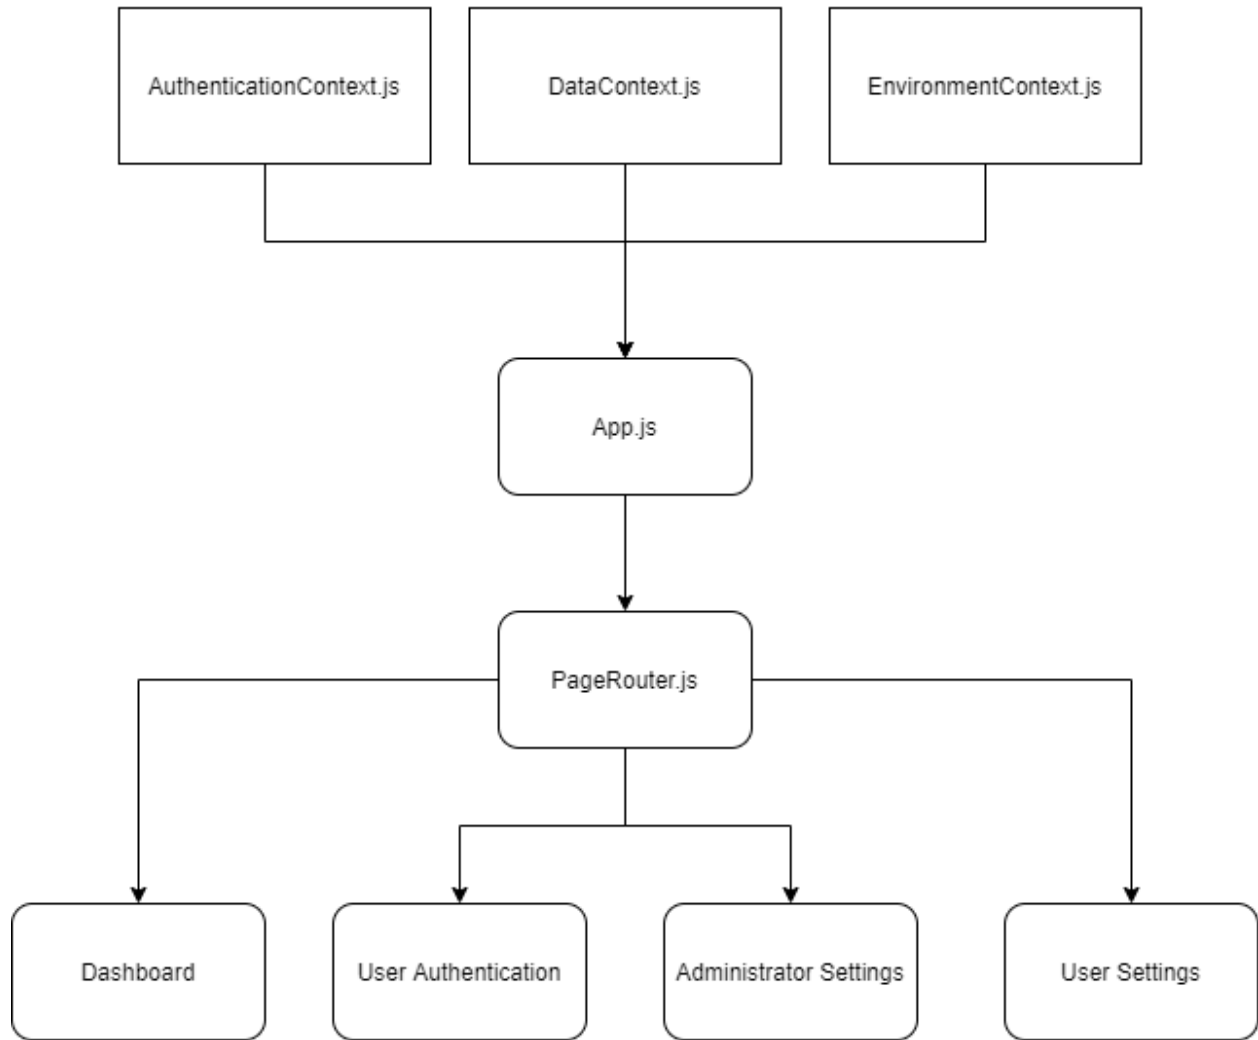 AuthenticationContext.js
DataContext.js
EnvironmentContext.js
App.js
PageRouter.js
Dashboard
User Authentication
Administrator Settings
User Settings